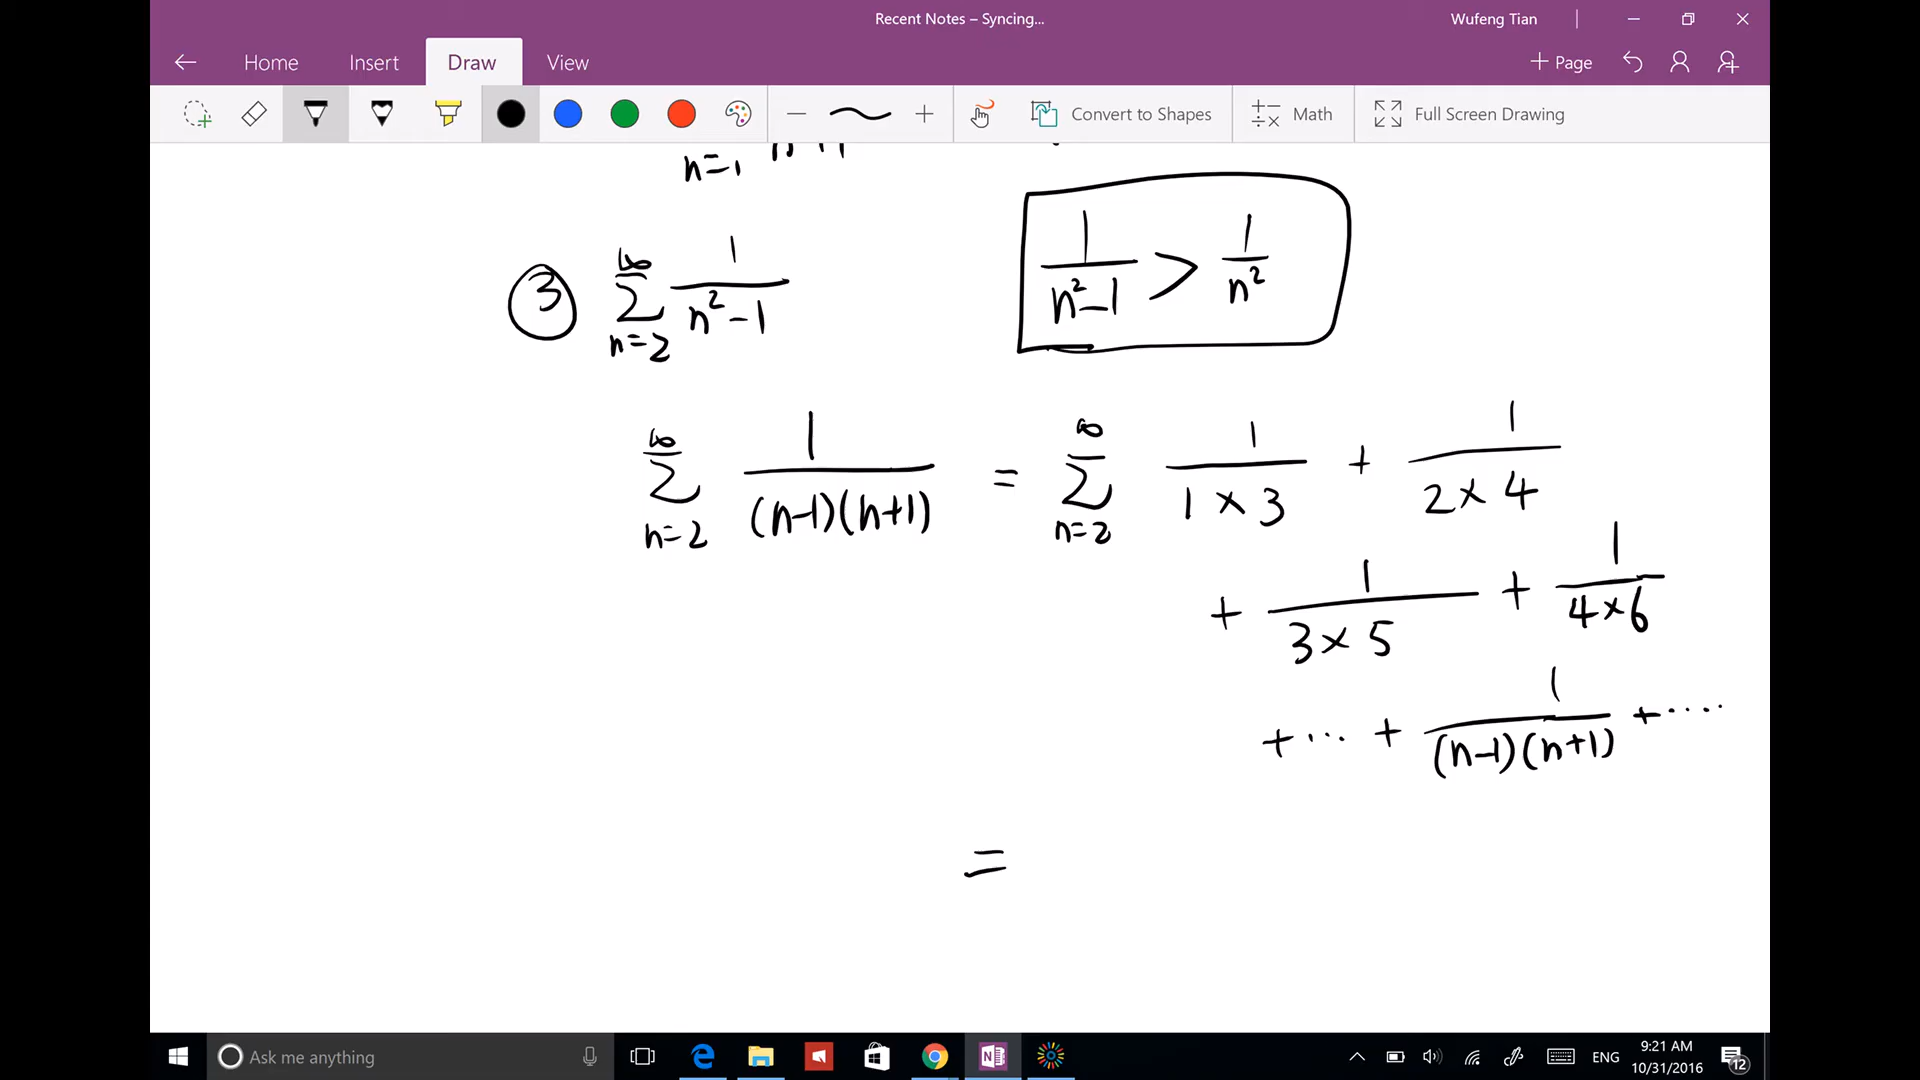 Recent Notes – Syncing...
Wufeng Tian
Home Insert Draw View
Page
Convert to Shapes Math Full Screen Drawing
n=1
③ ∞ Σ n=2 1/(n²-1)
1/(n²-1) > 1/n²
∞ Σ n=2 1/((n-1)(n+1)) = ∞ Σ n=2 1/(1×3) + 1/(2×4)
+ 1/(3×5) + 1/(4×6)
+ ... + 1/((n-1)(n+1)) + ....
=
Ask me anything
ENG
9:21 AM
10/31/2016
12